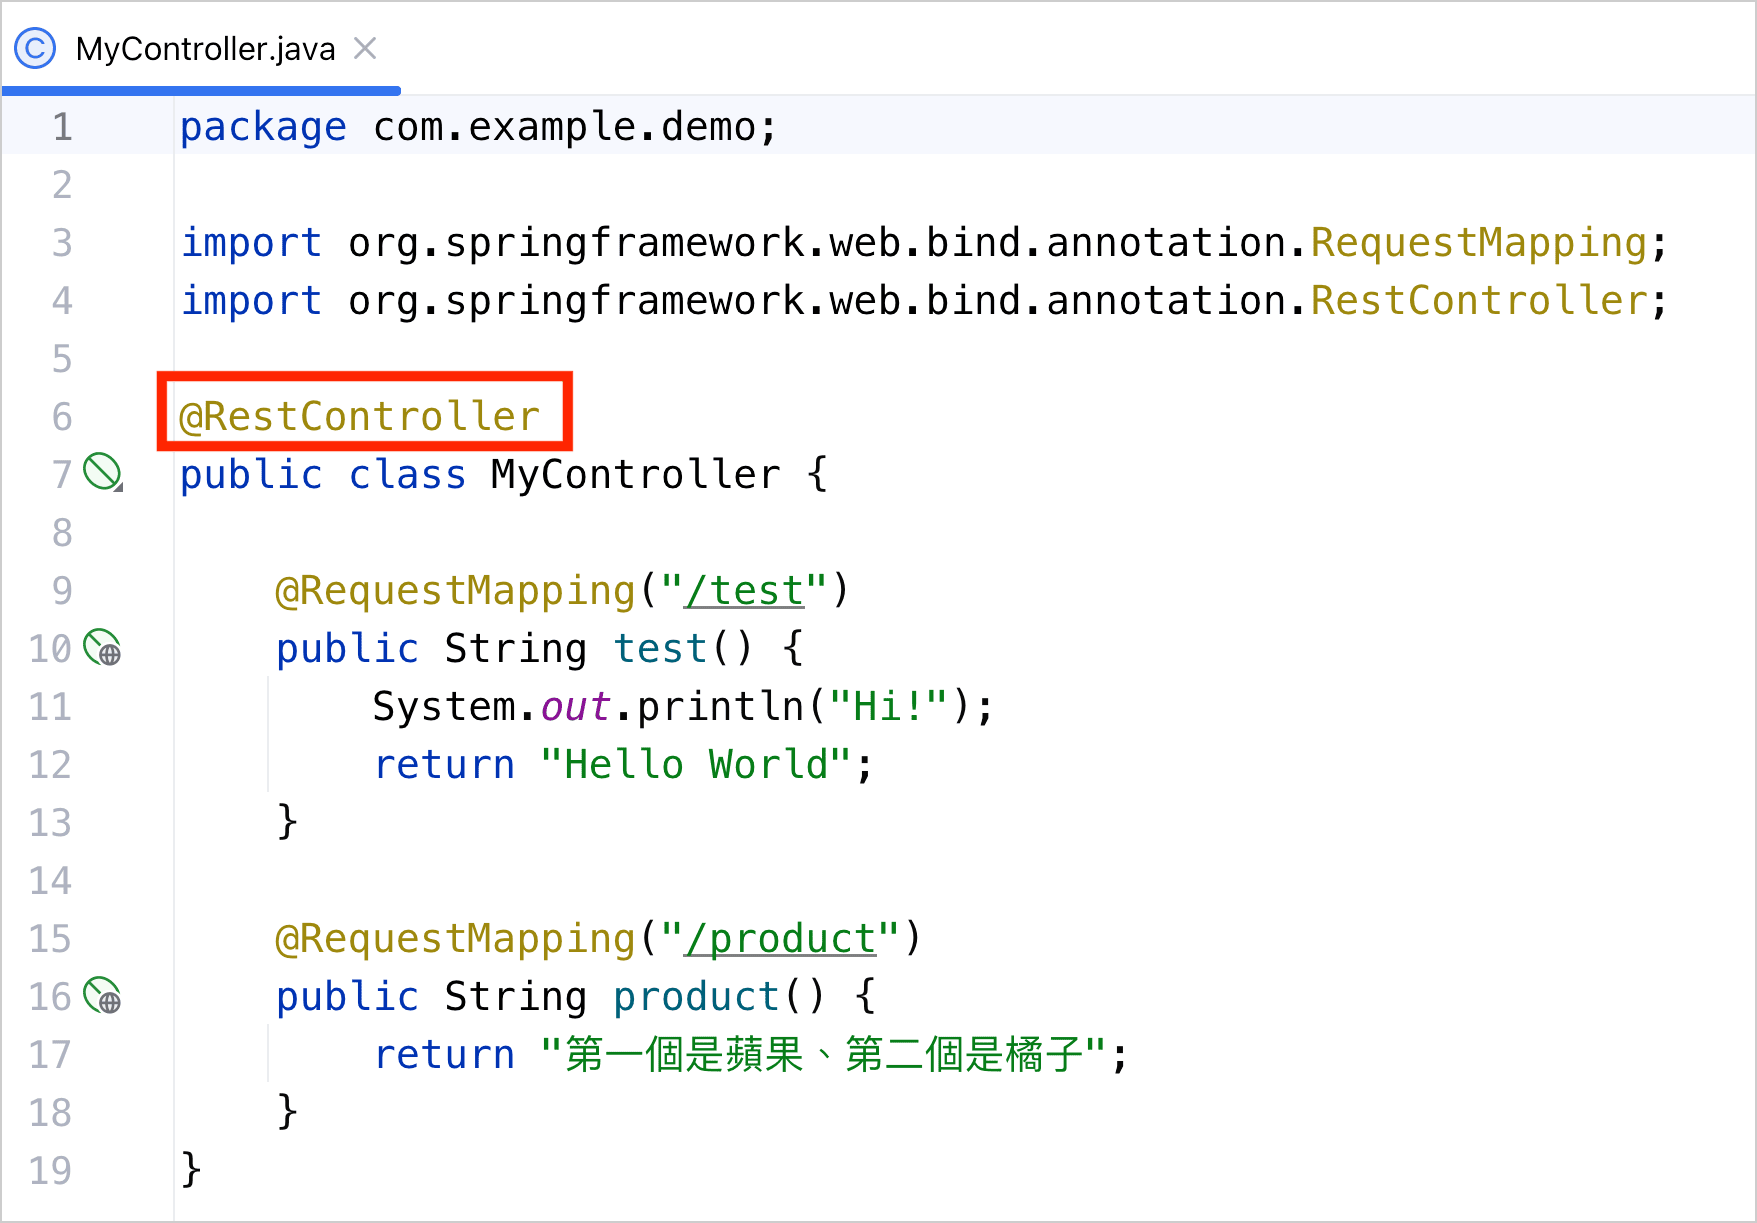 MyController.java
1 package com.example.demo;
2
3 import org.springframework.web.bind.annotation.RequestMapping;
4 import org.springframework.web.bind.annotation.RestController;
5
6 @RestController
7 public class MyController {
8
9     @RequestMapping("/test")
10     public String test() {
11         System.out.println("Hi!");
12         return "Hello World";
13     }
14
15     @RequestMapping("/product")
16     public String product() {
17         return "第一個是蘋果、第二個是橘子";
18     }
19 }